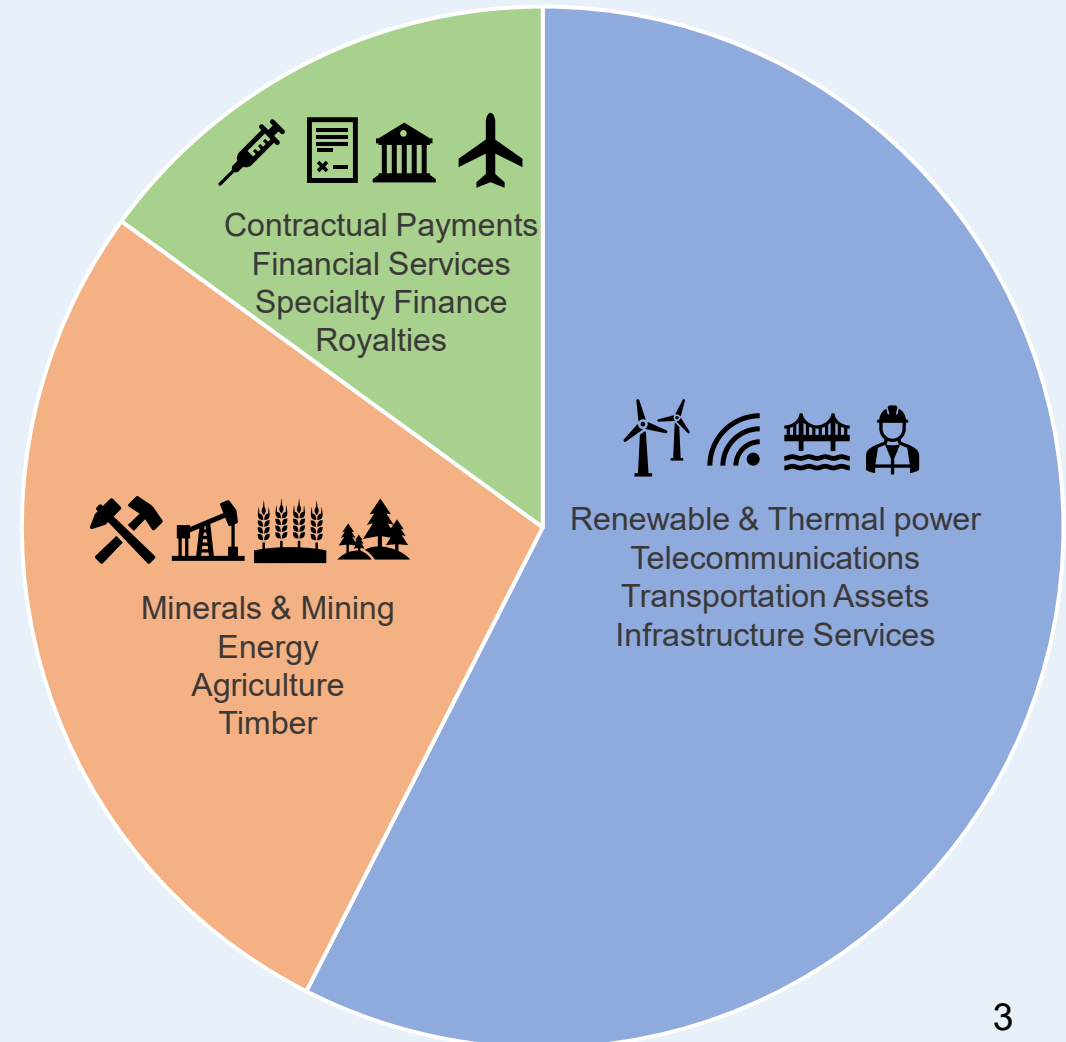 Contractual Payments
Financial Services
Specialty Finance
Royalties
Renewable & Thermal power
Telecommunications
Transportation Assets
Infrastructure Services
Minerals & Mining
Energy
Agriculture
Timber
3